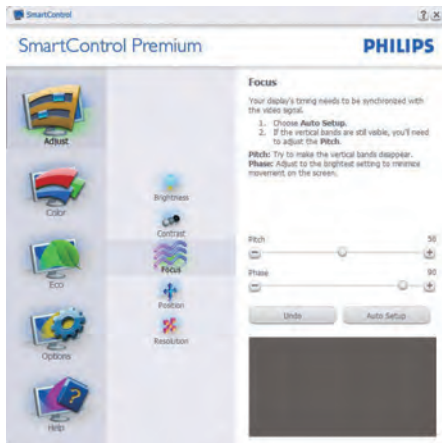 SmartControl
? x
SmartControl Premium
PHILIPS
Adjust
Color
Eco
Options
Help
Brightness
Contrast
Focus
Position
Resolution
Focus
Your display's timing needs to be synchronized with
the video signal.
1. Choose Auto Setup.
2. If the vertical bands are still visible, you'll need
to adjust the Pitch.
Pitch: Try to make the vertical bands disappear.
Phase: Adjust to the brightest setting to minimize
movement on the screen.
Pitch 50
Phase 90
Undo Auto Setup